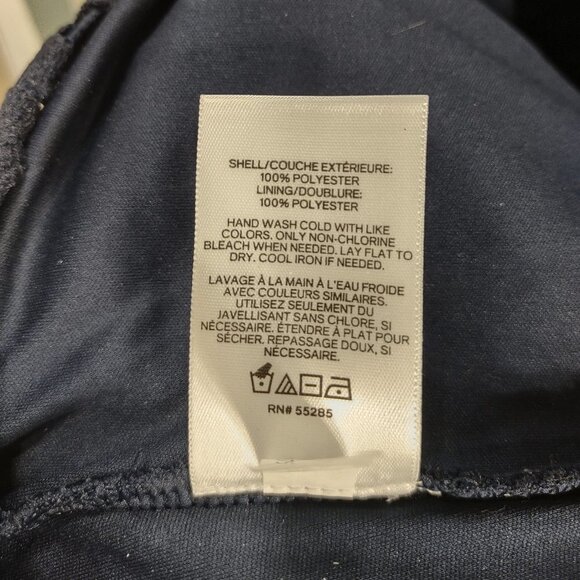 SHELL/COUCHE EXTÉRIEURE:
100% POLYESTER
LINING/DOUBLURE:
100% POLYESTER
HAND WASH COLD WITH LIKE
COLORS. ONLY NON-CHLORINE
BLEACH WHEN NEEDED. LAY FLAT TO
DRY. COOL IRON IF NEEDED.
LAVAGE À LA MAIN À L'EAU FROIDE
AVEC COULEURS SIMILAIRES.
UTILISEZ SEULEMENT DU
JAVELLISANT SANS CHLORE, SI
NÉCESSAIRE. ÉTENDRE À PLAT POUR
SÉCHER. REPASSAGE DOUX, SI
NÉCESSAIRE.
RN# 55285